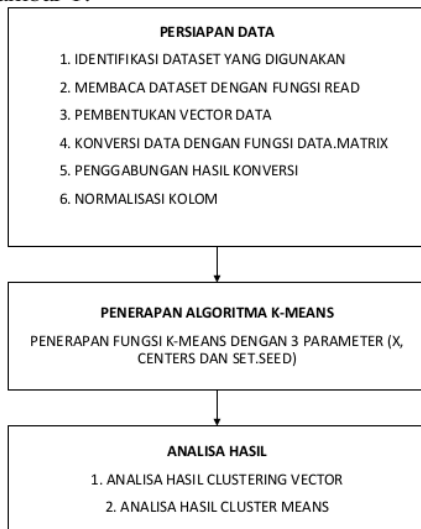 PERSIAPAN DATA
1. IDENTIFIKASI DATASET YANG DIGUNAKAN
2. MEMBACA DATASET DENGAN FUNGSI READ
3. PEMBENTUKAN VECTOR DATA
4. KONVERSI DATA DENGAN FUNGSI DATA.MATRIX
5. PENGGABUNGAN HASIL KONVERSI
6. NORMALISASI KOLOM
PENERAPAN ALGORITMA K-MEANS
PENERAPAN FUNGSI K-MEANS DENGAN 3 PARAMETER (X,
CENTERS DAN SET.SEED)
ANALISA HASIL
1. ANALISA HASIL CLUSTERING VECTOR
2. ANALISA HASIL CLUSTER MEANS